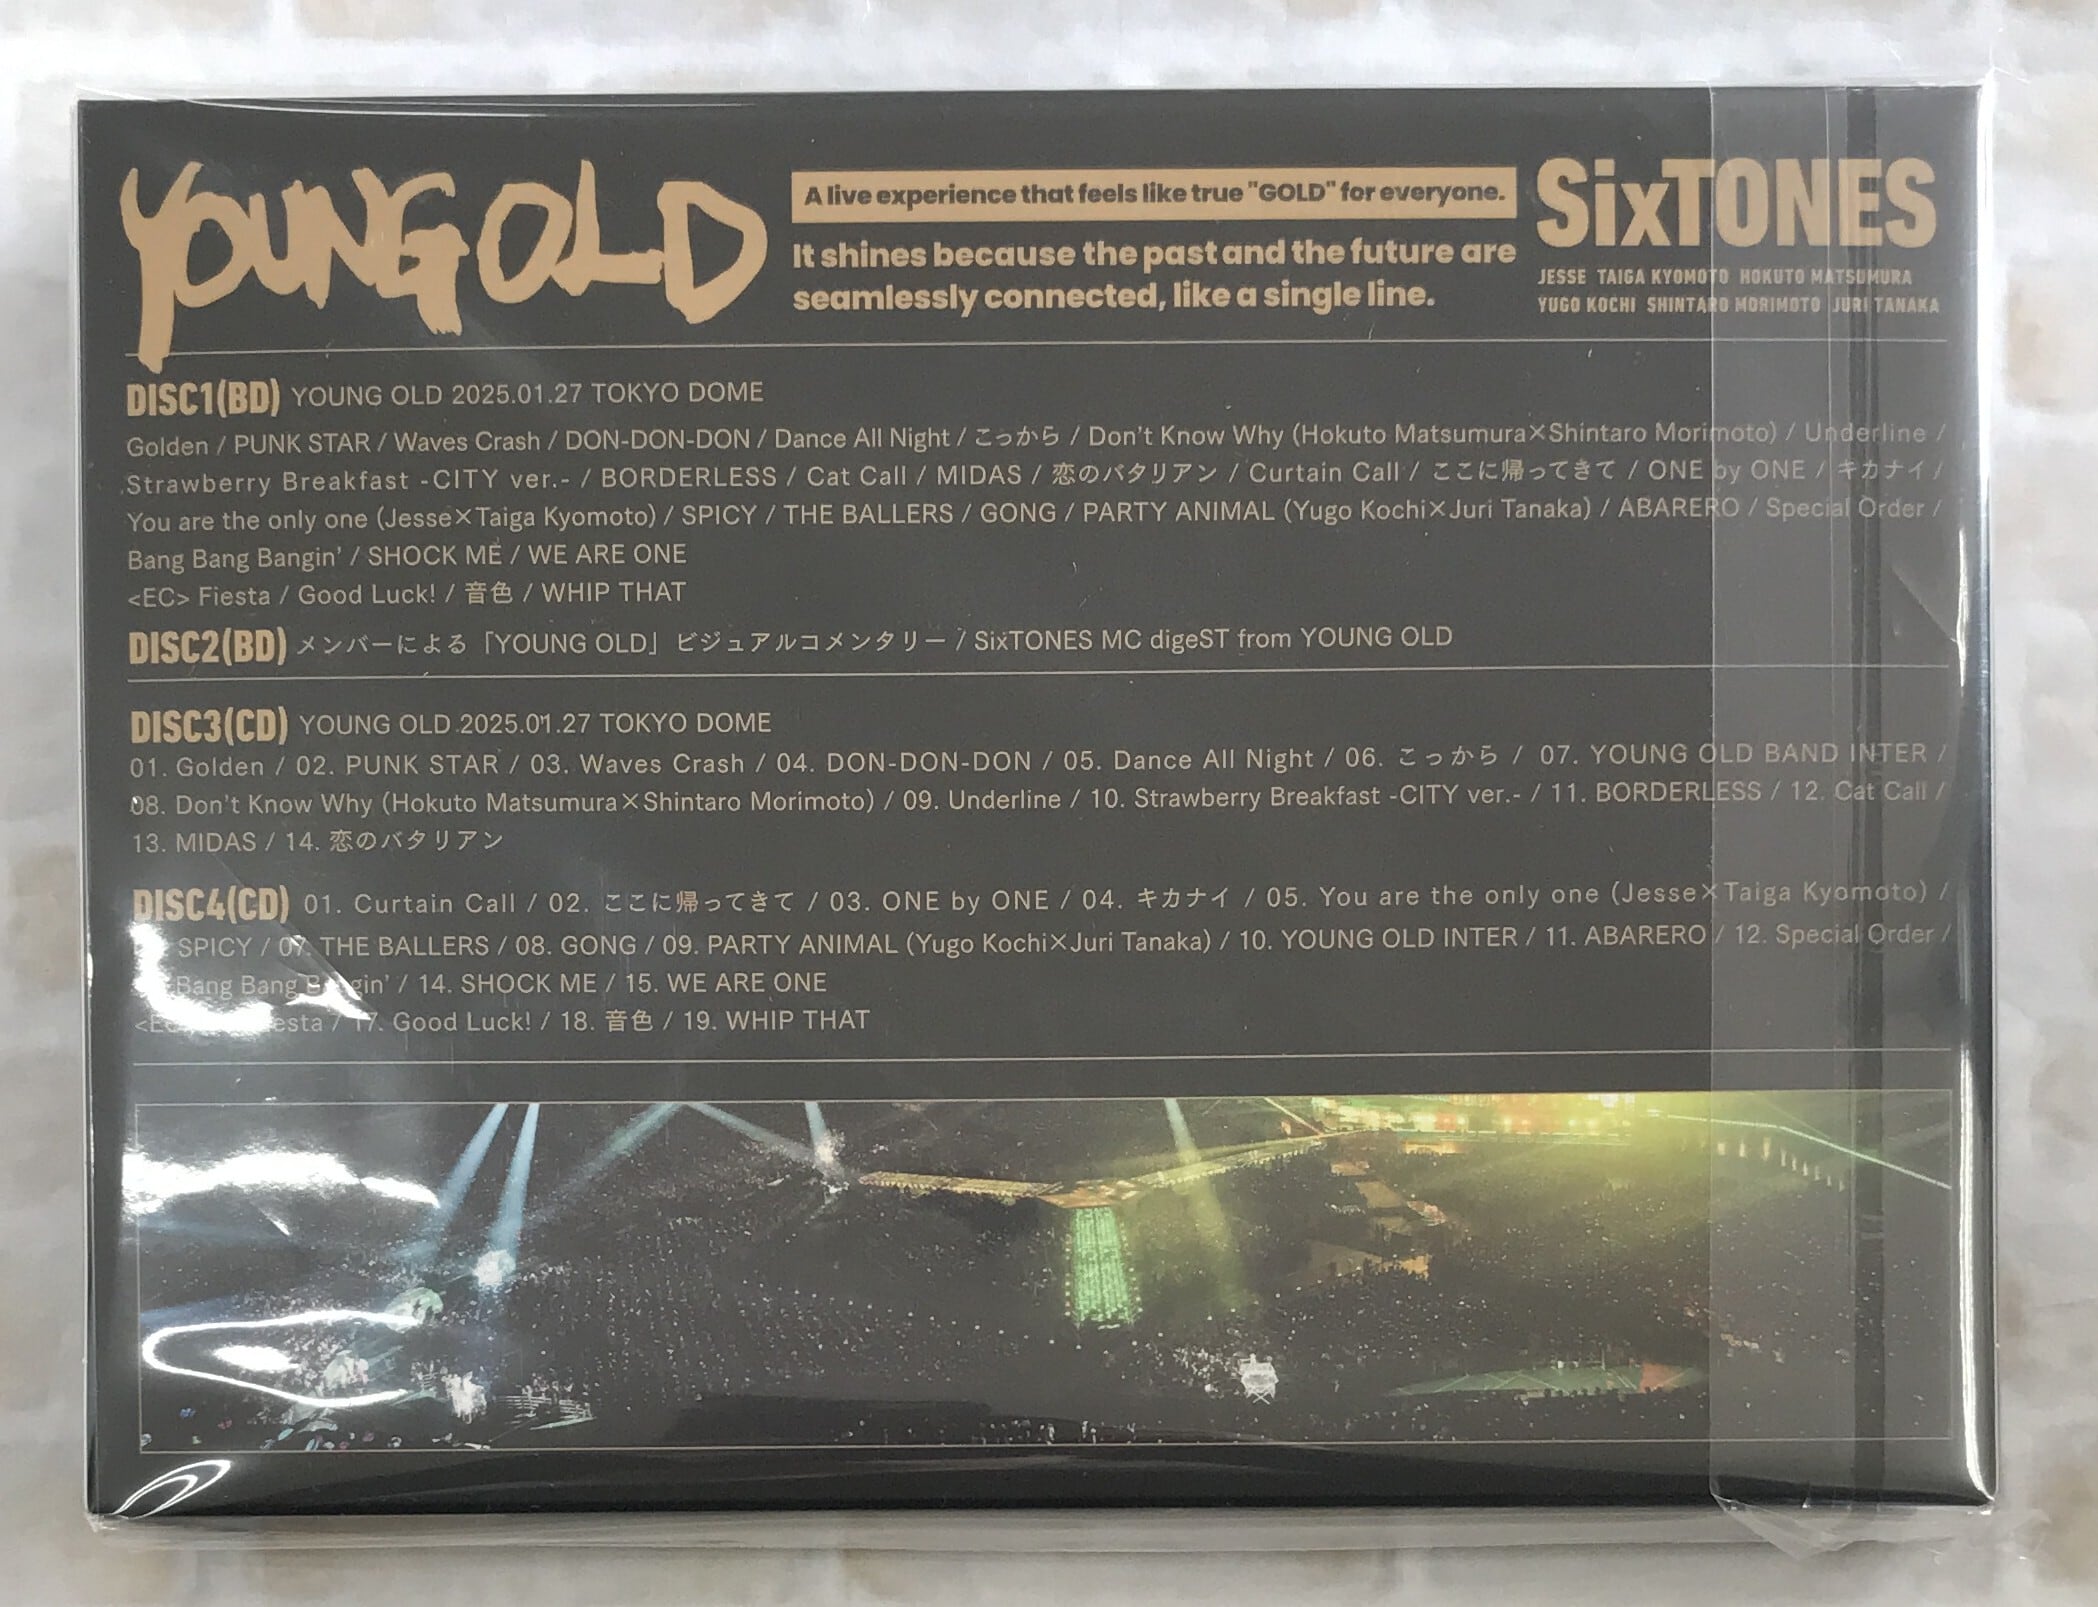 YOUNG OLD
A live experience that feels like true "GOLD" for everyone.
It shines because the past and the future are
seamlessly connected, like a single line.
SixTONES
JESSE TAIGA KYOMOTO HOKUTO MATSUMURA
YUGO KOCHI SHINTARO MORIMOTO JURI TANAKA
DISC1(BD) YOUNG OLD 2025.01.27 TOKYO DOME
Golden / PUNK STAR / Waves Crash / DON-DON-DON / Dance All Night / こっから / Don't Know Why (Hokuto Matsumura×Shintaro Morimoto) / Underline /
Strawberry Breakfast -CITY ver.- / BORDERLESS / Cat Call / MIDAS / 恋のバタリアン / Curtain Call / ここに帰ってきて / ONE by ONE / キカナイ /
You are the only one (Jesse×Taiga Kyomoto) / SPICY / THE BALLERS / GONG / PARTY ANIMAL (Yugo Kochi×Juri Tanaka) / ABARERO / Special Order /
Bang Bang Bangin' / SHOCK ME / WE ARE ONE
<EC> Fiesta / Good Luck! / 音色 / WHIP THAT
DISC2(BD) メンバーによる「YOUNG OLD」ビジュアルコメンタリー / SixTONES MC digeST from YOUNG OLD
DISC3(CD) YOUNG OLD 2025.01.27 TOKYO DOME
01. Golden / 02. PUNK STAR / 03. Waves Crash / 04. DON-DON-DON / 05. Dance All Night / 06. こっから / 07. YOUNG OLD BAND INTER /
08. Don't Know Why (Hokuto Matsumura×Shintaro Morimoto) / 09. Underline / 10. Strawberry Breakfast -CITY ver.- / 11. BORDERLESS / 12. Cat Call /
13. MIDAS / 14. 恋のバタリアン
DISC4(CD) 01. Curtain Call / 02. ここに帰ってきて / 03. ONE by ONE / 04. キカナイ / 05. You are the only one (Jesse×Taiga Kyomoto) /
SPICY / 07. THE BALLERS / 08. GONG / 09. PARTY ANIMAL (Yugo Kochi×Juri Tanaka) / 10. YOUNG OLD INTER / 11. ABARERO / 12. Special Order /
Bang Bang Bangin' / 14. SHOCK ME / 15. WE ARE ONE
/ 17. Good Luck! / 18. 音色 / 19. WHIP THAT